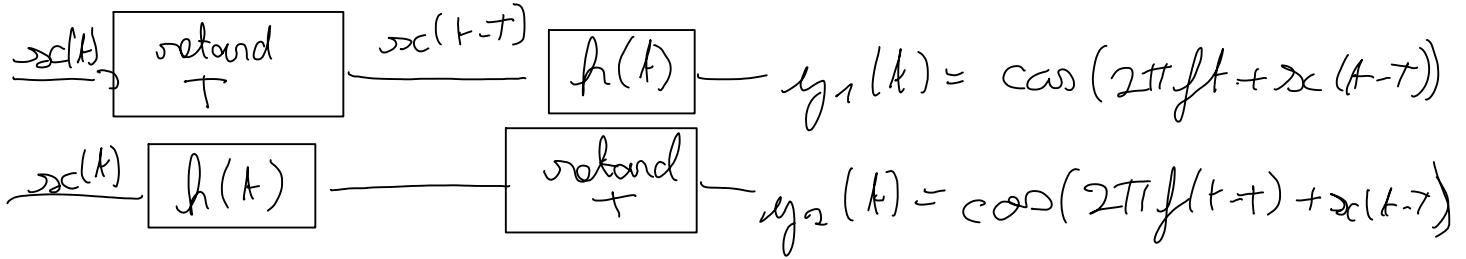 x(t) retard T x(t-T) h(t) y₁(t) = cos(2πft + x(t-T))
x(t) h(t) retard T y₂(t) = cos(2πf(t-T) + x(t-T)